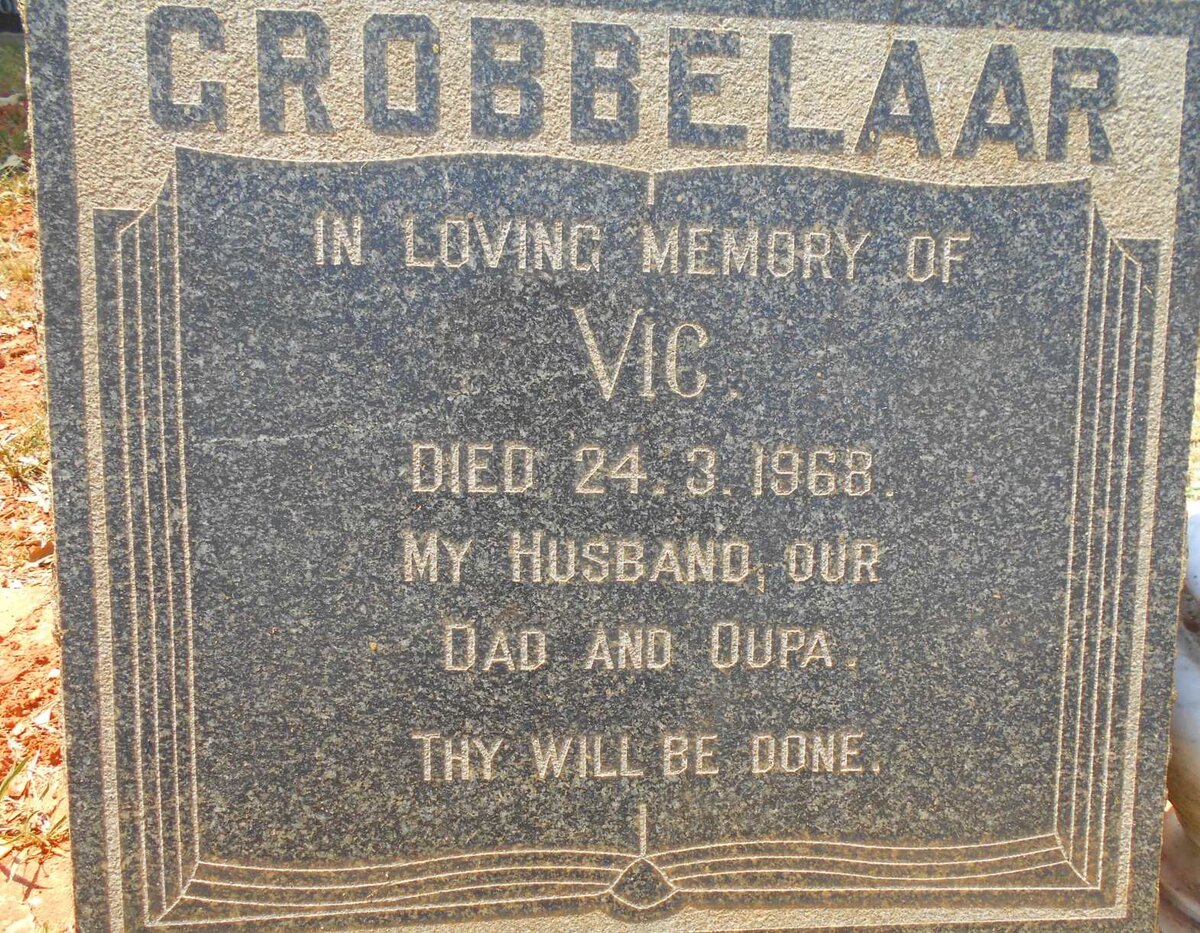 GROBBELAAR
IN LOVING MEMORY OF
VIC.
DIED 24.3.1968.
MY HUSBAND, OUR
DAD AND OUPA.
THY WILL BE DONE.